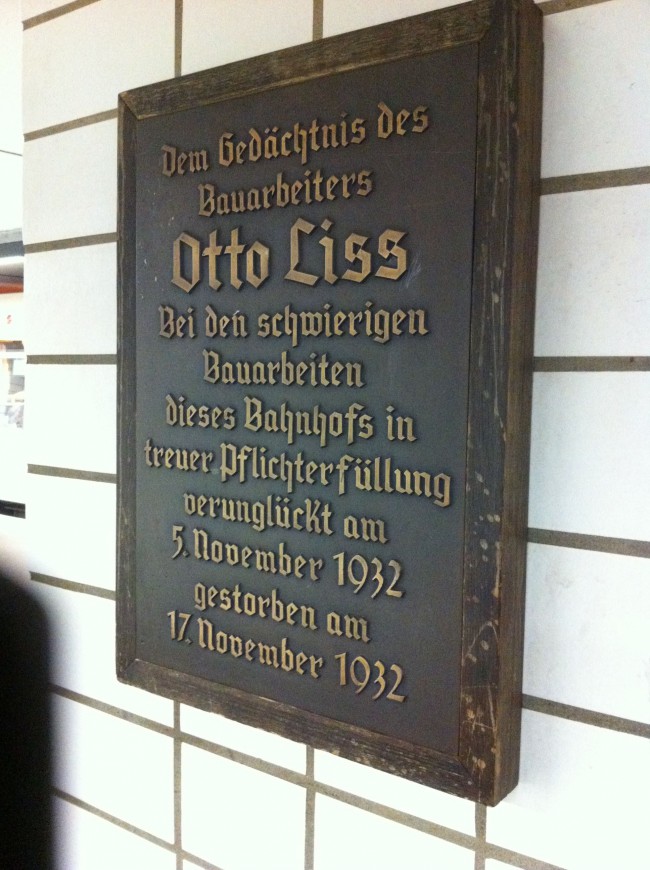 Dem Gedächtnis des
Bauarbeiters
Otto Liss
Bei den schwierigen
Bauarbeiten
dieses Bahnhofs in
treuer Pflichterfüllung
verunglückt am
5. November 1932
gestorben am
17. November 1932